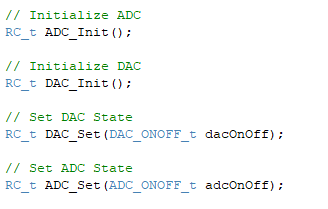 // Initialize ADC
RC_t ADC_Init();
// Initialize DAC
RC_t DAC_Init();
// Set DAC State
RC_t DAC_Set(DAC_ONOFF_t dacOnOff);
// Set ADC State
RC_t ADC_Set(ADC_ONOFF_t adcOnOff);